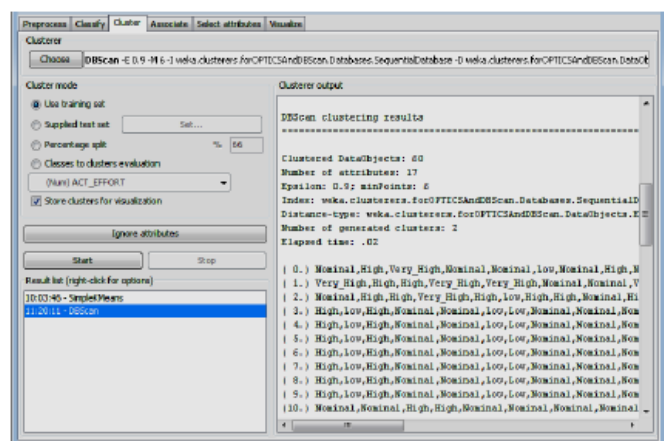 Preprocess Classify Cluster Associate Select attributes Visualize
Clusterer
Choose DBScan -E 0.9 -M 6 -I weka.clusterers.forOPTICSAndDBScan.Databases.SequentialDatabase -D weka.clusterers.forOPTICSAndDBScan.DataOb
Cluster mode
Use training set
Supplied test set Set...
Percentage split % 66
Classes to clusters evaluation
(Num) ACT_EFFORT
Store clusters for visualization
Ignore attributes
Start Stop
Result list (right-click for options)
10:03:46 - SimpleKMeans
11:20:11 - DBScan
Clusterer output
DBScan clustering results
Clustered DataObjects: 60
Number of attributes: 17
Epsilon: 0.9; minPoints: 6
Index: weka.clusterers.forOPTICSAndDBScan.Databases.SequentialD
Distance-type: weka.clusterers.forOPTICSAndDBScan.DataObjects.E
Number of generated clusters: 2
Elapsed time: .02
( 0.) Nominal,High,Very_High,Nominal,Nominal,Low,Nominal,High,N
( 1.) Very_High,High,High,Very_High,Very_High,Nominal,Nominal,V
( 2.) Nominal,High,High,Very_High,High,Low,High,High,Nominal,Hi
( 3.) High,Low,High,Nominal,Nominal,Low,Low,Nominal,Nominal,Nom
( 4.) High,Low,High,Nominal,Nominal,Low,Low,Nominal,Nominal,Nom
( 5.) High,Low,High,Nominal,Nominal,Low,Low,Nominal,Nominal,Nom
( 6.) High,Low,High,Nominal,Nominal,Low,Low,Nominal,Nominal,Nom
( 7.) High,Low,High,Nominal,Nominal,Low,Low,Nominal,Nominal,Nom
( 8.) High,Low,High,Nominal,Nominal,Low,Low,Nominal,Nominal,Nom
( 9.) High,Low,High,Nominal,Nominal,Low,Low,Nominal,Nominal,Nom
(10.) Nominal,Nominal,High,High,Nominal,Nominal,Nominal,Nominal